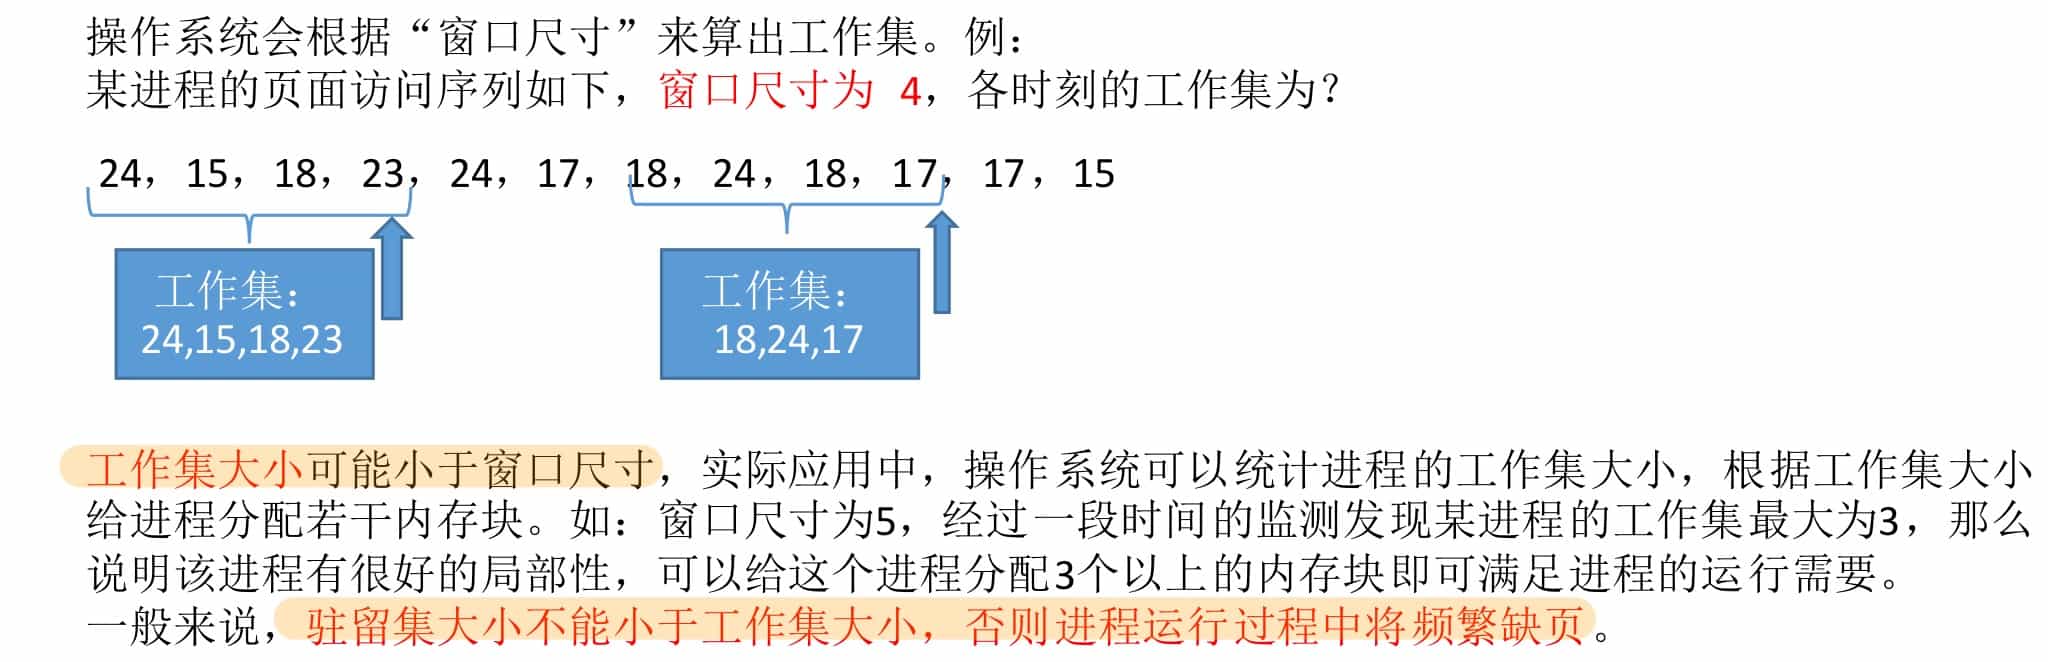 操作系统会根据“窗口尺寸”来算出工作集。例：
某进程的页面访问序列如下，窗口尺寸为 4，各时刻的工作集为？
24，15，18，23，24，17，18，24，18，17，17，15
工作集：
24,15,18,23
工作集：
18,24,17
工作集大小可能小于窗口尺寸，实际应用中，操作系统可以统计进程的工作集大小，根据工作集大小
给进程分配若干内存块。如：窗口尺寸为5，经过一段时间的监测发现某进程的工作集最大为3，那么
说明该进程有很好的局部性，可以给这个进程分配3个以上的内存块即可满足进程的运行需要。
一般来说，驻留集大小不能小于工作集大小，否则进程运行过程中将频繁缺页。